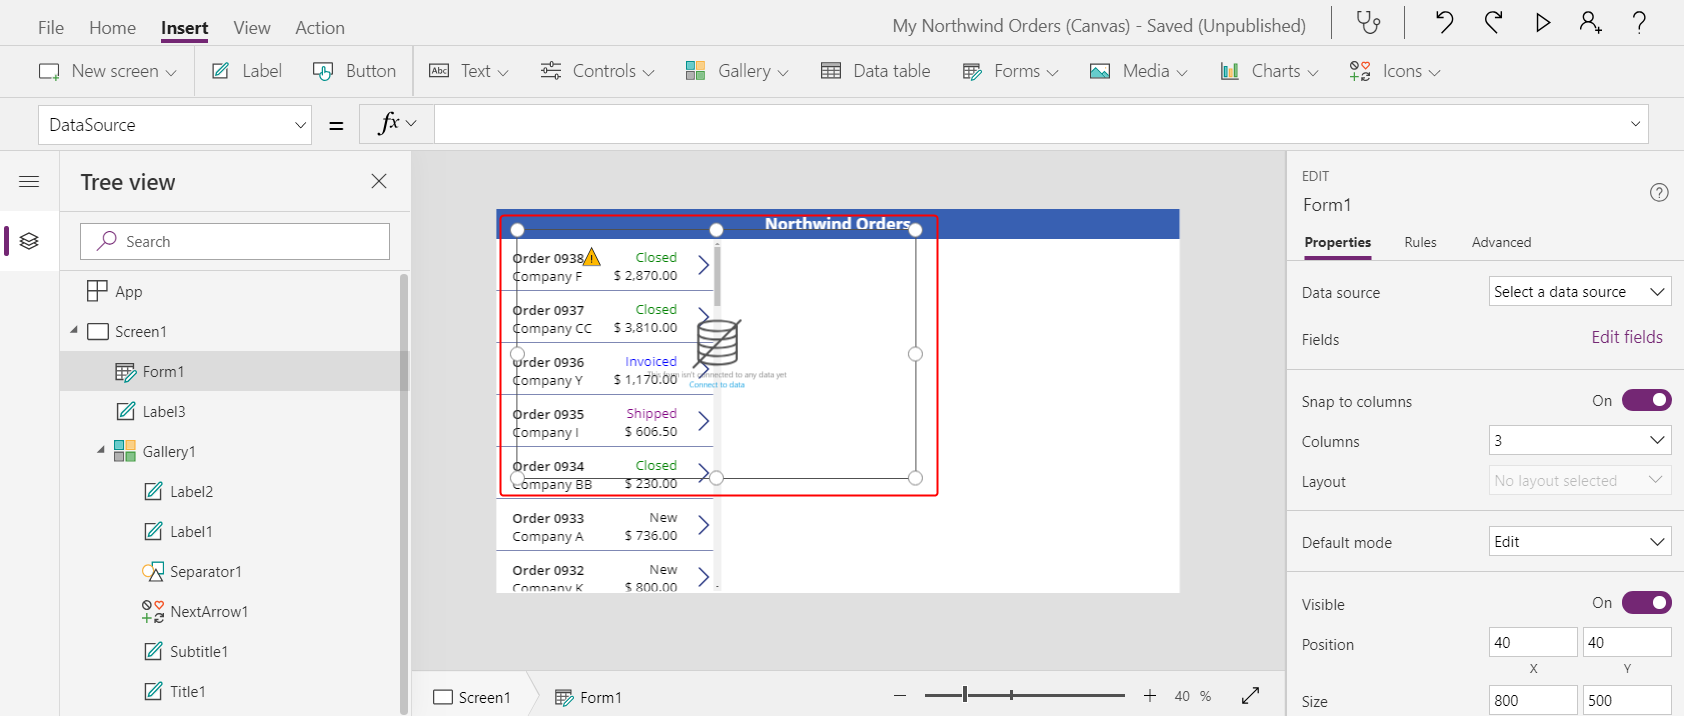 File Home Insert View Action
My Northwind Orders (Canvas) - Saved (Unpublished)
New screen Label Button Abc Text Controls Gallery Data table Forms Media Charts Icons
DataSource = fx
Tree view
Search
App
Screen1
Form1
Label3
Gallery1
Label2
Label1
Separator1
NextArrow1
Subtitle1
Title1
Northwind Orders
Order 0938 Closed
Company F $ 2,870.00
Order 0937 Closed
Company CC $ 3,810.00
Order 0936 Invoiced
Company Y $ 1,170.00
This form isn't connected to any data yet
Connect to data
Order 0935 Shipped
Company I $ 606.50
Order 0934 Closed
Company BB $ 230.00
Order 0933 New
Company A $ 736.00
Order 0932 New
Company K $ 800.00
Screen1 Form1
40 %
EDIT
Form1
Properties Rules Advanced
Data source Select a data source
Fields Edit fields
Snap to columns On
Columns 3
Layout No layout selected
Default mode Edit
Visible On
Position 40 40
X Y
Size 800 500